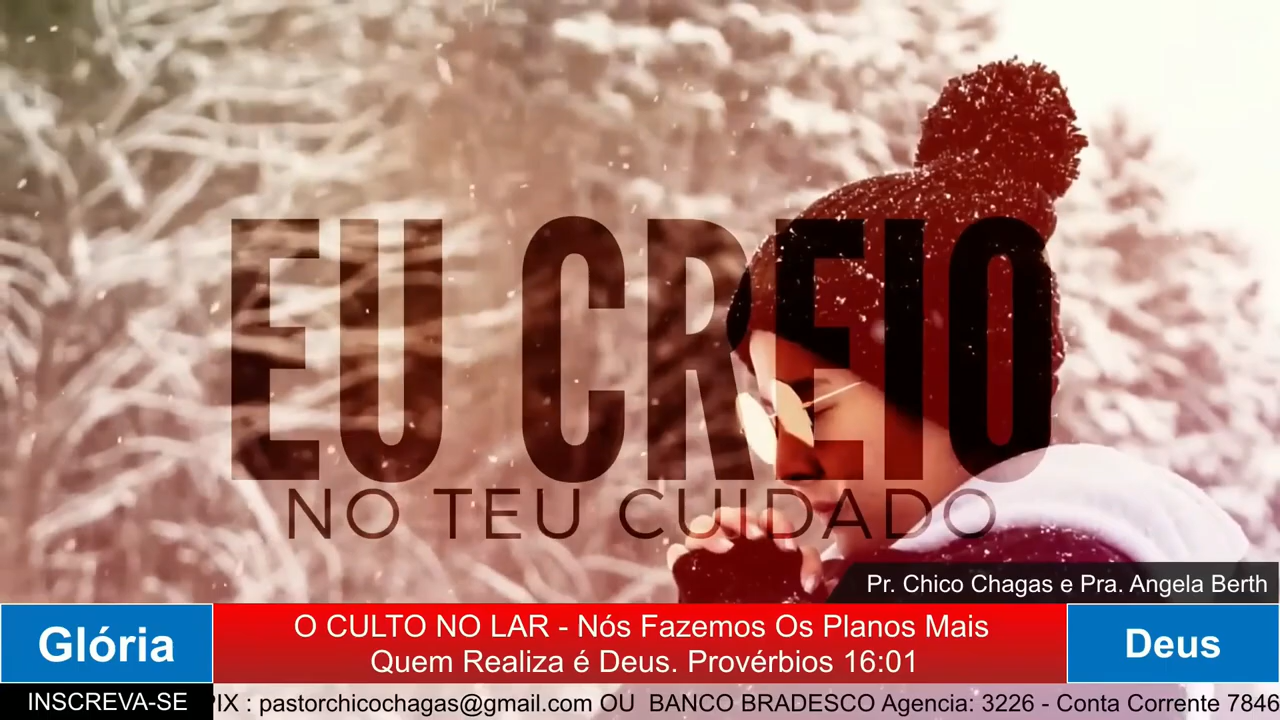 EU CREIO
NO TEU CUIDADO
Pr. Chico Chagas e Pra. Angela Berth
Glória
O CULTO NO LAR - Nós Fazemos Os Planos Mais
Quem Realiza é Deus. Provérbios 16:01
Deus
INSCREVA-SE
PIX : pastorchicochagas@gmail.com OU BANCO BRADESCO Agencia: 3226 - Conta Corrente 7846